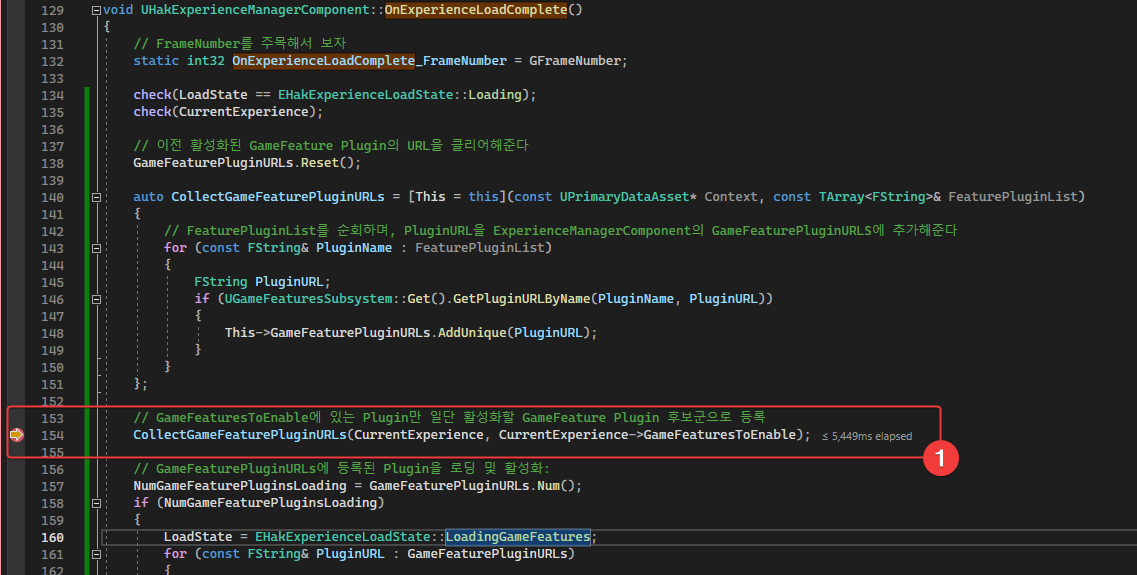 129 void UHakExperienceManagerComponent::OnExperienceLoadComplete()
130 {
131 // FrameNumber를 주목해서 보자
132 static int32 OnExperienceLoadComplete_FrameNumber = GFrameNumber;
133
134 check(LoadState == EHakExperienceLoadState::Loading);
135 check(CurrentExperience);
136
137 // 이전 활성화된 GameFeature Plugin의 URL을 클리어해준다
138 GameFeaturePluginURLs.Reset();
139
140 auto CollectGameFeaturePluginURLs = [This = this](const UPrimaryDataAsset* Context, const TArray<FString>& FeaturePluginList)
141 {
142 // FeaturePluginList를 순회하며, PluginURL을 ExperienceManagerComponent의 GameFeaturePluginURLS에 추가해준다
143 for (const FString& PluginName : FeaturePluginList)
144 {
145 FString PluginURL;
146 if (UGameFeaturesSubsystem::Get().GetPluginURLByName(PluginName, PluginURL))
147 {
148 This->GameFeaturePluginURLs.AddUnique(PluginURL);
149 }
150 }
151 };
152
153 // GameFeaturesToEnable에 있는 Plugin만 일단 활성화할 GameFeature Plugin 후보군으로 등록
154 CollectGameFeaturePluginURLs(CurrentExperience, CurrentExperience->GameFeaturesToEnable); ≤ 5,449ms elapsed
155
1
156 // GameFeaturePluginURLs에 등록된 Plugin을 로딩 및 활성화:
157 NumGameFeaturePluginsLoading = GameFeaturePluginURLs.Num();
158 if (NumGameFeaturePluginsLoading)
159 {
160 LoadState = EHakExperienceLoadState::LoadingGameFeatures;
161 for (const FString& PluginURL : GameFeaturePluginURLs)
162 {